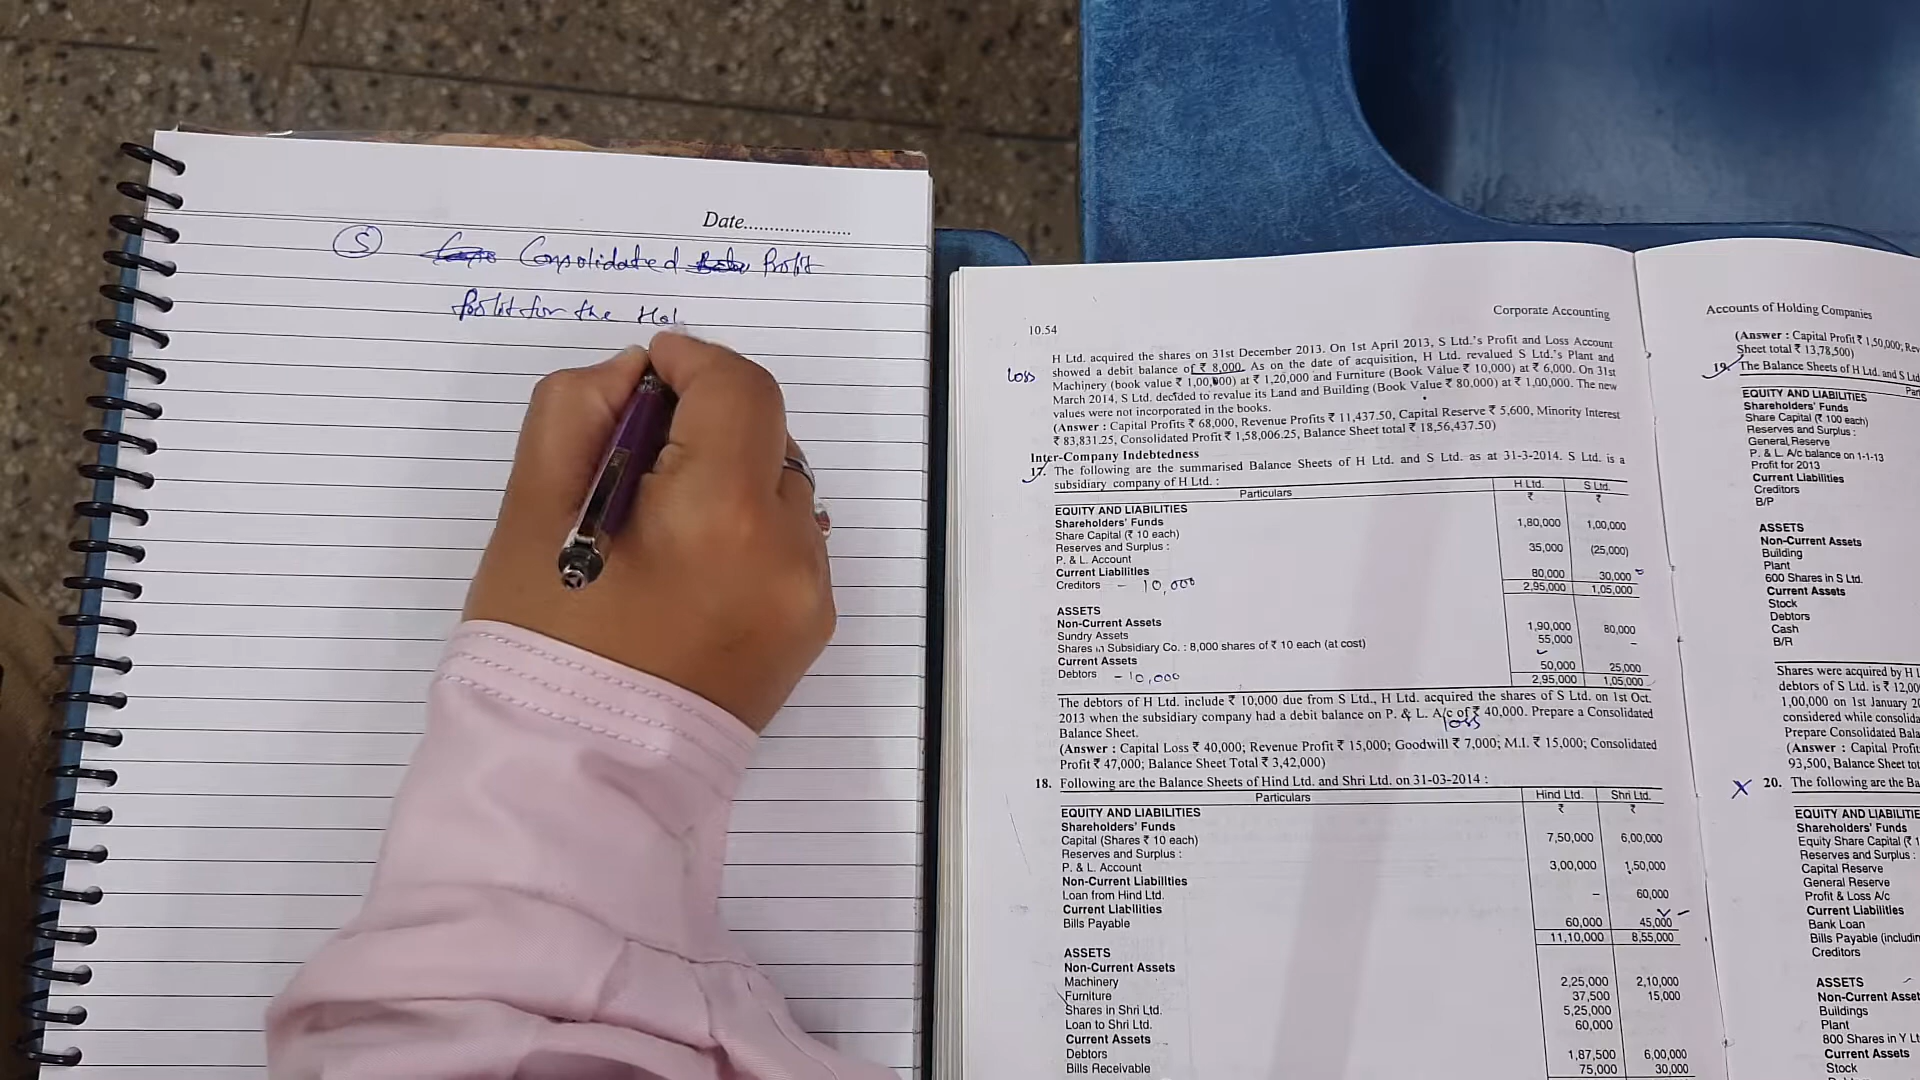 Date.....................
(5) Consolidated Profit
Profit for the Hol
10.54
Corporate Accounting
H Ltd. acquired the shares on 31st December 2013. On 1st April 2013, S Ltd.'s Profit and Loss Account
Loss showed a debit balance of ₹ 8,000. As on the date of acquisition, H Ltd. revalued S Ltd.'s Plant and
Machinery (book value ₹ 1,00,000) at ₹ 1,20,000 and Furniture (Book Value ₹ 10,000) at ₹ 6,000. On 31st
March 2014, S Ltd. decided to revalue its Land and Building (Book Value ₹ 80,000) at ₹ 1,00,000. The new
values were not incorporated in the books.
(Answer : Capital Profits ₹ 68,000, Revenue Profits ₹ 11,437.50, Capital Reserve ₹ 5,600, Minority Interest
₹ 83,831.25, Consolidated Profit ₹ 1,58,006.25, Balance Sheet total ₹ 18,56,437.50)
Inter-Company Indebtedness
17. The following are the summarised Balance Sheets of H Ltd. and S Ltd. as at 31-3-2014. S Ltd. is a
subsidiary company of H Ltd. :
Particulars H Ltd. S Ltd.
₹ ₹
EQUITY AND LIABILITIES
Shareholders' Funds
Share Capital (₹ 10 each) 1,80,000 1,00,000
Reserves and Surplus :
P. & L. Account 35,000 (25,000)
Current Liabilities
Creditors - 10,000 80,000 30,000
2,95,000 1,05,000
ASSETS
Non-Current Assets
Sundry Assets 1,90,000 80,000
Shares in Subsidiary Co. : 8,000 shares of ₹ 10 each (at cost) 55,000 –
Current Assets
Debtors - 10,000 50,000 25,000
2,95,000 1,05,000
The debtors of H Ltd. include ₹ 10,000 due from S Ltd., H Ltd. acquired the shares of S Ltd. on 1st Oct.
2013 when the subsidiary company had a debit balance on P. & L. A/c of ₹ 40,000. Prepare a Consolidated
loss
Balance Sheet.
(Answer : Capital Loss ₹ 40,000; Revenue Profit ₹ 15,000; Goodwill ₹ 7,000; M.I. ₹ 15,000; Consolidated
Profit ₹ 47,000; Balance Sheet Total ₹ 3,42,000)
18. Following are the Balance Sheets of Hind Ltd. and Shri Ltd. on 31-03-2014 :
Particulars Hind Ltd. Shri Ltd.
₹ ₹
EQUITY AND LIABILITIES
Shareholders' Funds
Capital (Shares ₹ 10 each) 7,50,000 6,00,000
Reserves and Surplus :
P. & L. Account 3,00,000 1,50,000
Non-Current Liabilities
Loan from Hind Ltd. – 60,000
Current Liabilities
Bills Payable 60,000 45,000
11,10,000 8,55,000
ASSETS
Non-Current Assets
Machinery 2,25,000 2,10,000
Furniture 37,500 15,000
Shares in Shri Ltd. 5,25,000
Loan to Shri Ltd. 60,000
Current Assets
Debtors 1,87,500 6,00,000
Bills Receivable 75,000 30,000
Accounts of Holding Companies
(Answer : Capital Profit ₹ 1,50,000; Rev
Sheet total ₹ 13,78,500)
19. The Balance Sheets of H Ltd. and S Ltd
Par
EQUITY AND LIABILITIES
Shareholders' Funds
Share Capital (₹ 100 each)
Reserves and Surplus :
General Reserve
P. & L. A/c balance on 1-1-13
Profit for 2013
Current Liabilities
Creditors
B/P
ASSETS
Non-Current Assets
Building
Plant
600 Shares in S Ltd.
Current Assets
Stock
Debtors
Cash
B/R
Shares were acquired by H L
debtors of S Ltd. is ₹ 12,00
1,00,000 on 1st January 20
considered while consolida
Prepare Consolidated Bala
(Answer : Capital Profit
93,500, Balance Sheet tot
X 20. The following are the Ba
EQUITY AND LIABILITIE
Shareholders' Funds
Equity Share Capital (₹ 1
Reserves and Surplus :
Capital Reserve
General Reserve
Profit & Loss A/c
Current Liabilities
Bank Loan
Bills Payable (includin
Creditors
ASSETS
Non-Current Asset
Buildings
Plant
800 Shares in Y Lt
Current Assets
Stock